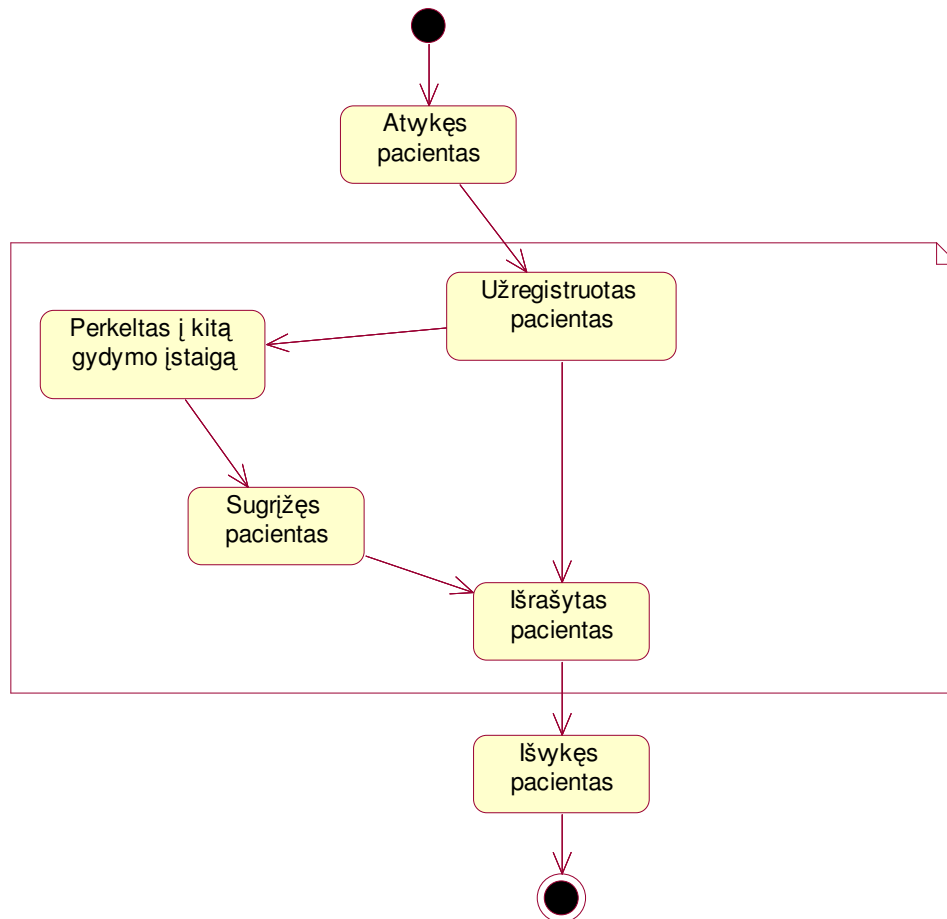 Atvykęs
pacientas
Užregistruotas
pacientas
Perkeltas į kitą
gydymo įstaigą
Sugrįžęs
pacientas
Išrašytas
pacientas
Išvykęs
pacientas